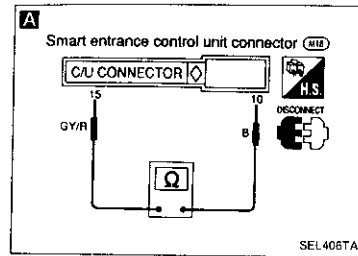 A
Smart entrance control unit connector (M18)
C/U CONNECTOR
H.S.
15
10
DISCONNECT
GY/R
B
Ω
SEL406TA